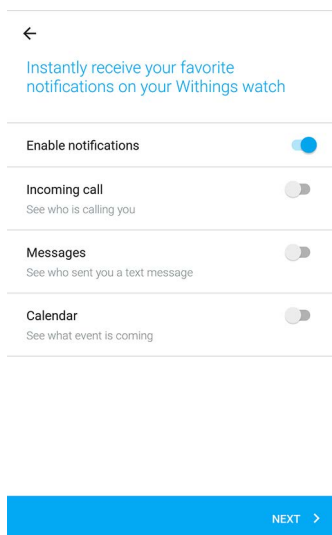 Instantly receive your favorite
notifications on your Withings watch
Enable notifications
Incoming call
See who is calling you
Messages
See who sent you a text message
Calendar
See what event is coming
NEXT